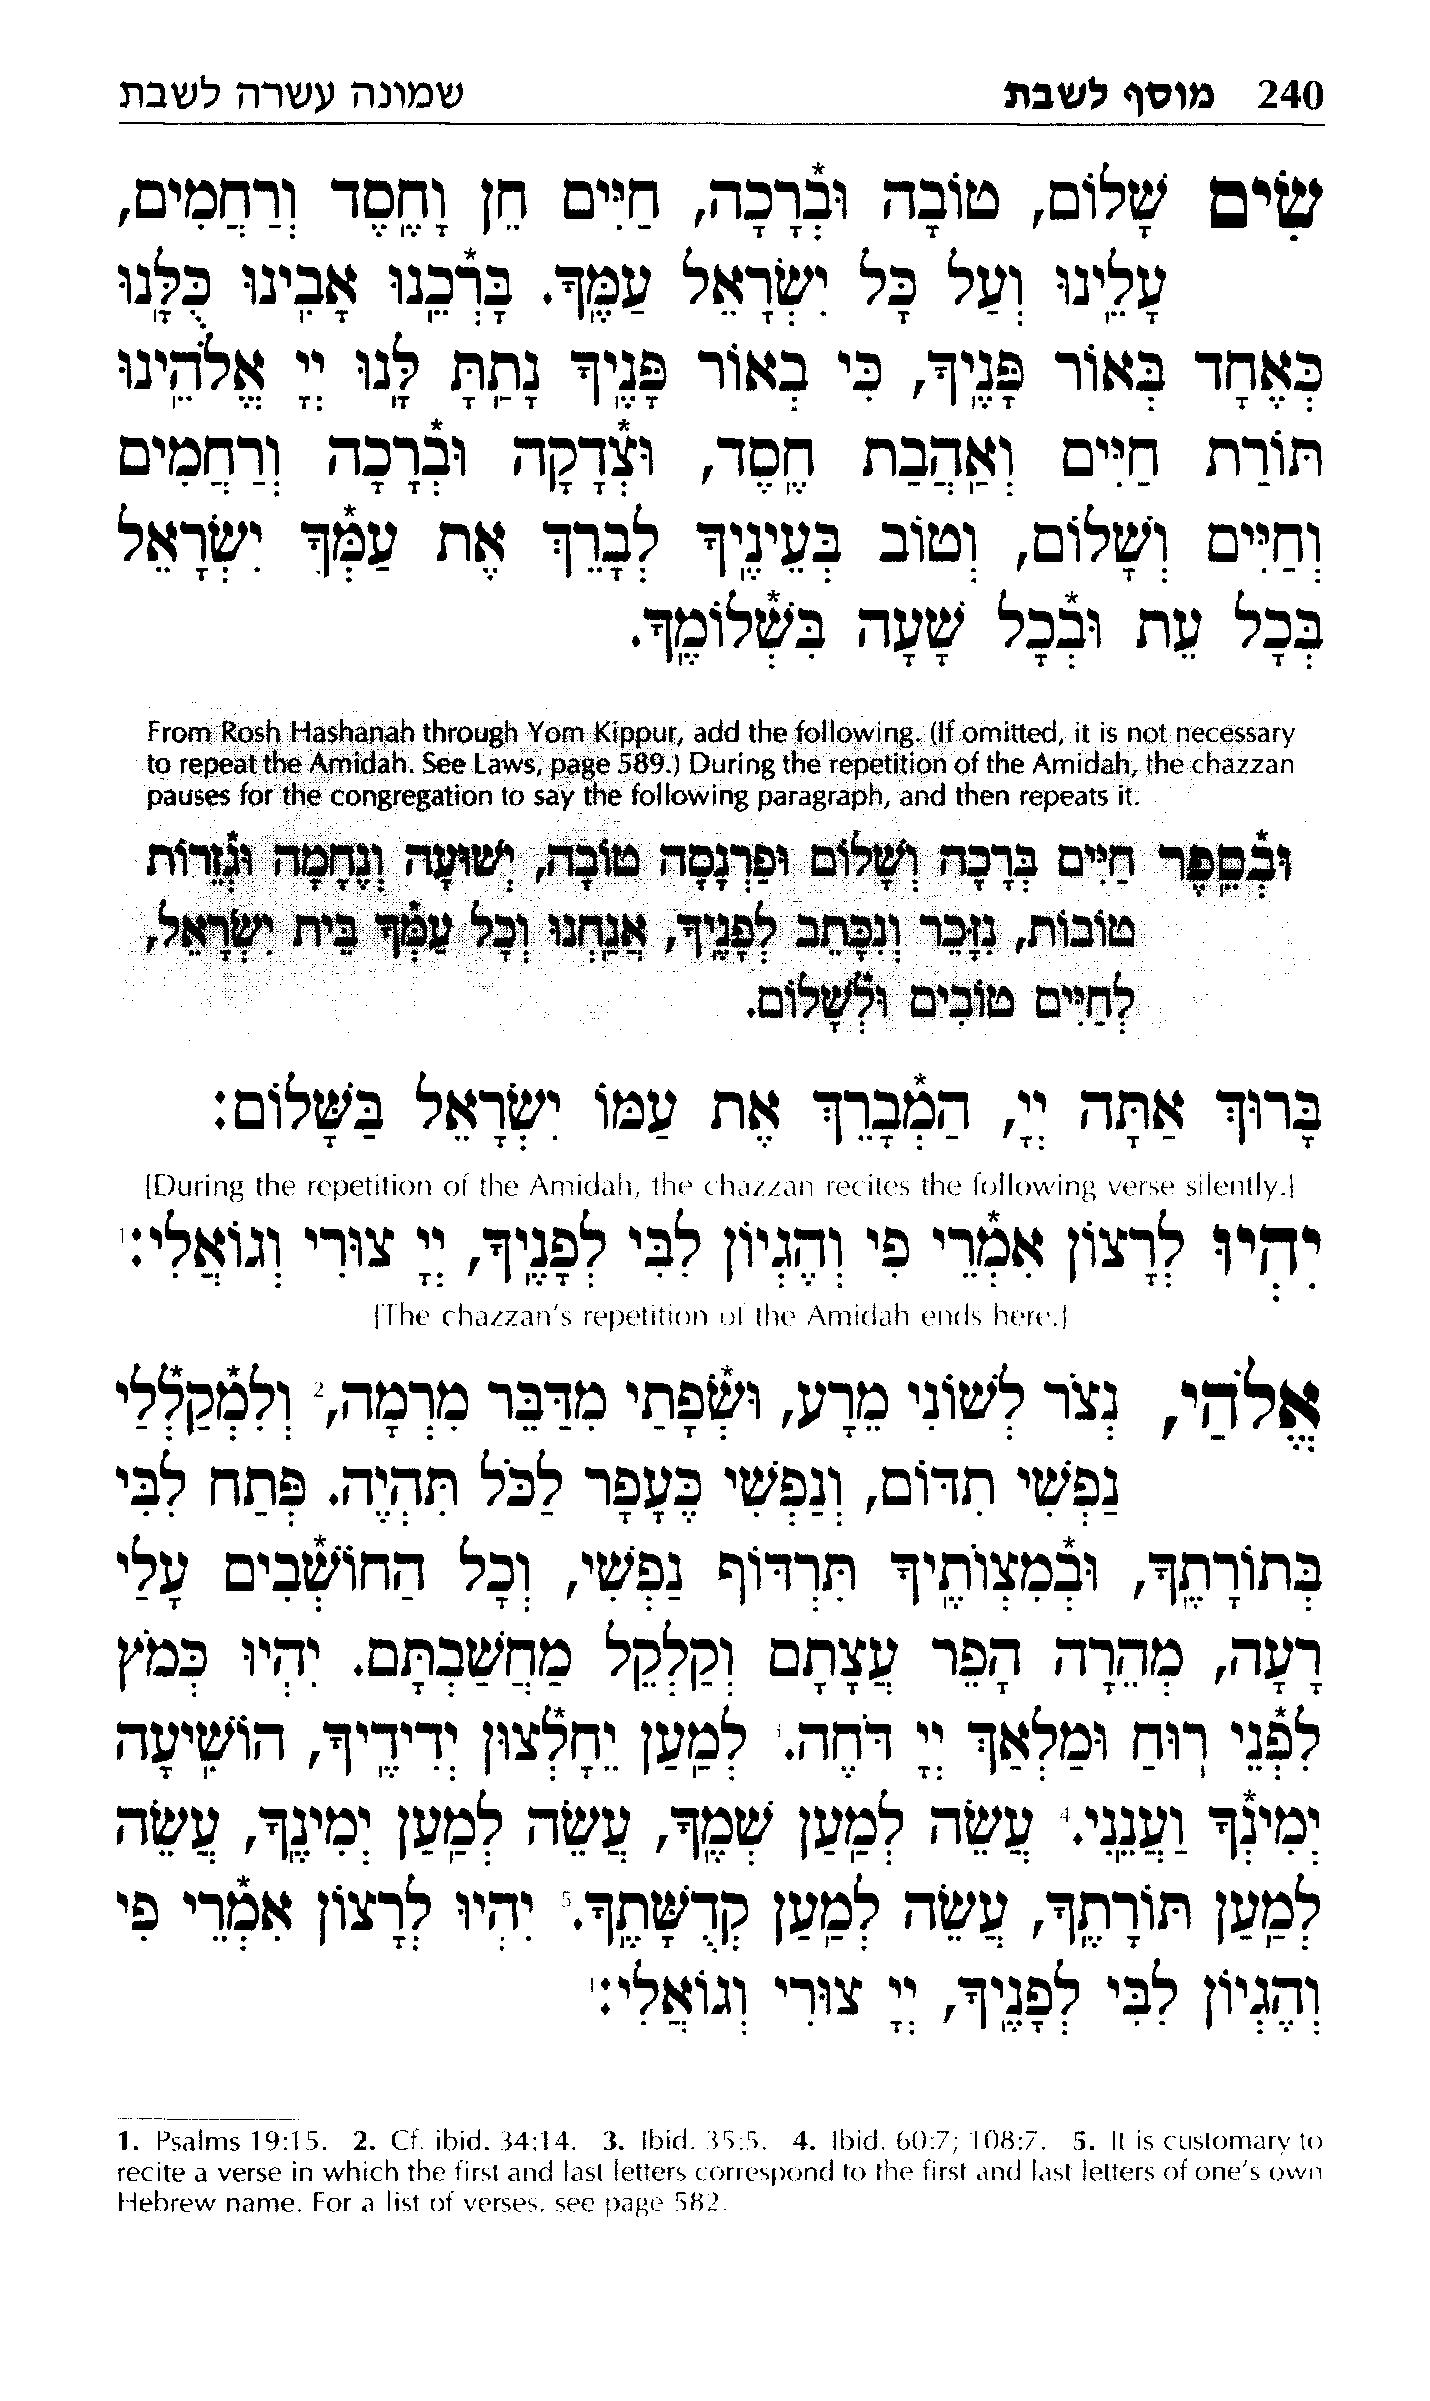 240 מוסף לשבת שמונה עשרה לשבת
שִׂים שָׁלוֹם, טוֹבָה וּבְֿרָכָה, חַיִּים חֵן וָחֶסֶד וְרַחֲמִים,
עָלֵינוּ וְעַל כָּל יִשְׂרָאֵל עַמֶּךָ. בָּרְֿכֵנוּ אָבִינוּ כֻּלָּנוּ
כְּאֶחָד בְּאוֹר פָּנֶיךָ, כִּי בְאוֹר פָּנֶיךָ נָתַתָּ לָּנוּ יְיָ אֱלֹהֵינוּ
תּוֹרַת חַיִּים וְאַהֲבַת חֶסֶד, וּצְֿדָקָה וּבְֿרָכָה וְרַחֲמִים
וְחַיִּים וְשָׁלוֹם, וְטוֹב בְּעֵינֶיךָ לְבָרֵךְ אֶת עַמְּֿךָ יִשְׂרָאֵל
בְּכָל עֵת וּבְֿכָל שָׁעָה בִּשְֿׁלוֹמֶךָ.
From Rosh Hashanah through Yom Kippur, add the following. (If omitted, it is not necessary
to repeat the Amidah. See Laws, page 589.) During the repetition of the Amidah, the chazzan
pauses for the congregation to say the following paragraph, and then repeats it.
וּבְֿסֵפֶר חַיִּים בְּרָכָה וְשָׁלוֹם וּפַרְנָסָה טוֹבָה, יְשׁוּעָה וְנֶחָמָה וּגְֿזֵרוֹת
טוֹבוֹת, נִזָּכֵר וְנִכָּתֵב לְפָנֶיךָ, אֲנַחְנוּ וְכָל עַמְּֿךָ בֵּית יִשְׂרָאֵל,
לְחַיִּים טוֹבִים וּלְֿשָׁלוֹם.
בָּרוּךְ אַתָּה יְיָ, הַמְֿבָרֵךְ אֶת עַמּוֹ יִשְׂרָאֵל בַּשָּׁלוֹם:
[During the repetition of the Amidah, the chazzan recites the following verse silently.]
יִהְיוּ לְרָצוֹן אִמְֿרֵי פִי וְהֶגְיוֹן לִבִּי לְפָנֶיךָ, יְיָ צוּרִי וְגוֹאֲלִי:1
[The chazzan's repetition of the Amidah ends here.]
אֱלֹהַי, נְצוֹר לְשׁוֹנִי מֵרָע, וּשְֿׂפָתַי מִדַּבֵּר מִרְמָה,2 וְלִמְֿקַלְֿלַי
נַפְשִׁי תִדּוֹם, וְנַפְשִׁי כֶּעָפָר לַכֹּל תִּהְיֶה. פְּתַח לִבִּי
בְּתוֹרָתֶךָ, וּבְֿמִצְוֹתֶיךָ תִּרְדּוֹף נַפְשִׁי, וְכָל הַחוֹשְֿׁבִים עָלַי
רָעָה, מְהֵרָה הָפֵר עֲצָתָם וְקַלְקֵל מַחֲשַׁבְתָּם. יִהְיוּ כְּמֹץ
לִפְֿנֵי רוּחַ וּמַלְאַךְ יְיָ דֹּחֶה.3 לְמַעַן יֵחָלְֿצוּן יְדִידֶיךָ, הוֹשִׁיעָה
יְמִינְֿךָ וַעֲנֵנִי.4 עֲשֵׂה לְמַעַן שְׁמֶךָ, עֲשֵׂה לְמַעַן יְמִינֶךָ, עֲשֵׂה
לְמַעַן תּוֹרָתֶךָ, עֲשֵׂה לְמַעַן קְדֻשָּׁתֶךָ.5 יִהְיוּ לְרָצוֹן אִמְֿרֵי פִי
וְהֶגְיוֹן לִבִּי לְפָנֶיךָ, יְיָ צוּרִי וְגוֹאֲלִי:1
1. Psalms 19:15. 2. Cf. ibid. 34:14. 3. Ibid. 35:5. 4. Ibid. 60:7; 108:7. 5. It is customary to
recite a verse in which the first and last letters correspond to the first and last letters of one's own
Hebrew name. For a list of verses, see page 582.